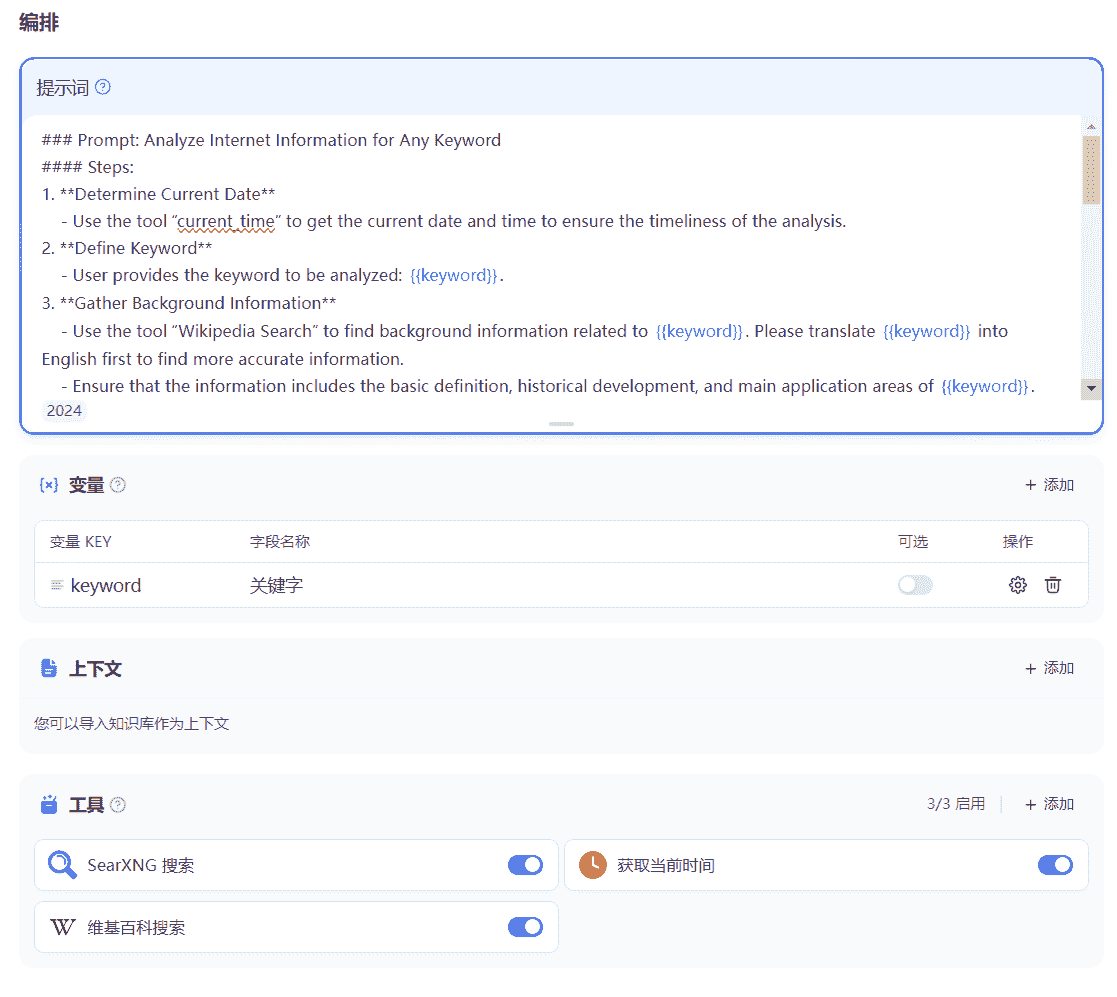 编排
提示词
### Prompt: Analyze Internet Information for Any Keyword
#### Steps:
1. **Determine Current Date**
- Use the tool “current_time” to get the current date and time to ensure the timeliness of the analysis.
2. **Define Keyword**
- User provides the keyword to be analyzed: {{keyword}}.
3. **Gather Background Information**
- Use the tool “Wikipedia Search” to find background information related to {{keyword}}. Please translate {{keyword}} into
English first to find more accurate information.
- Ensure that the information includes the basic definition, historical development, and main application areas of {{keyword}}.
2024
{x} 变量 + 添加
变量 KEY 字段名称 可选 操作
keyword 关键字
上下文 + 添加
您可以导入知识库作为上下文
工具 3/3 启用 + 添加
SearXNG 搜索 获取当前时间
W 维基百科搜索